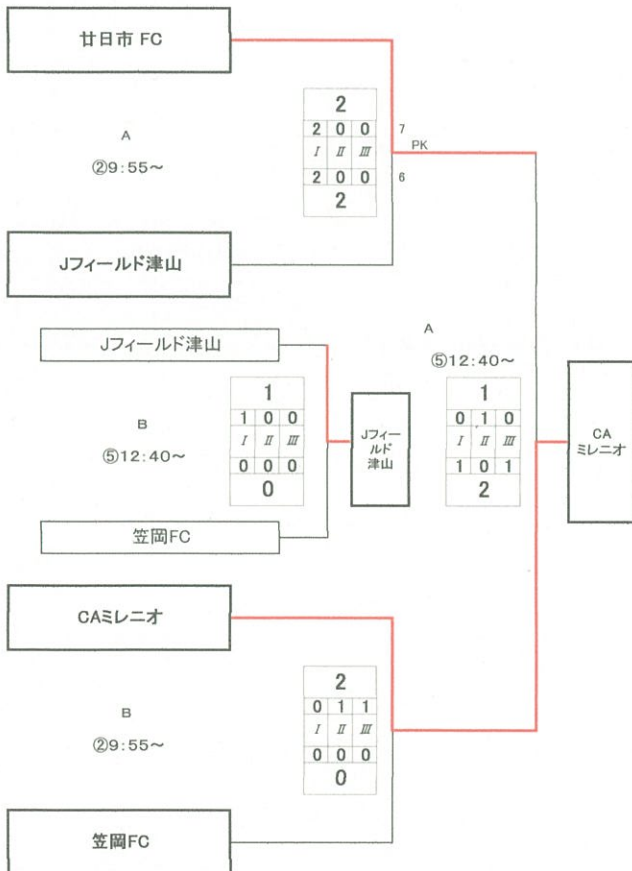 廿日市 FC
2
A
2 0 0
7
PK
②9:55～
I II III
2 0 0
6
2
Jフィールド津山
Jフィールド津山
A
⑤12:40～
1
1
B
1 0 0
0 1 0
I II III
Jフィー
ルド
津山
I II III
CA
ミレニオ
⑤12:40～
0 0 0
1 0 1
0
2
笠岡FC
CAミレニオ
2
B
0 1 1
②9:55～
I II III
0 0 0
0
笠岡FC